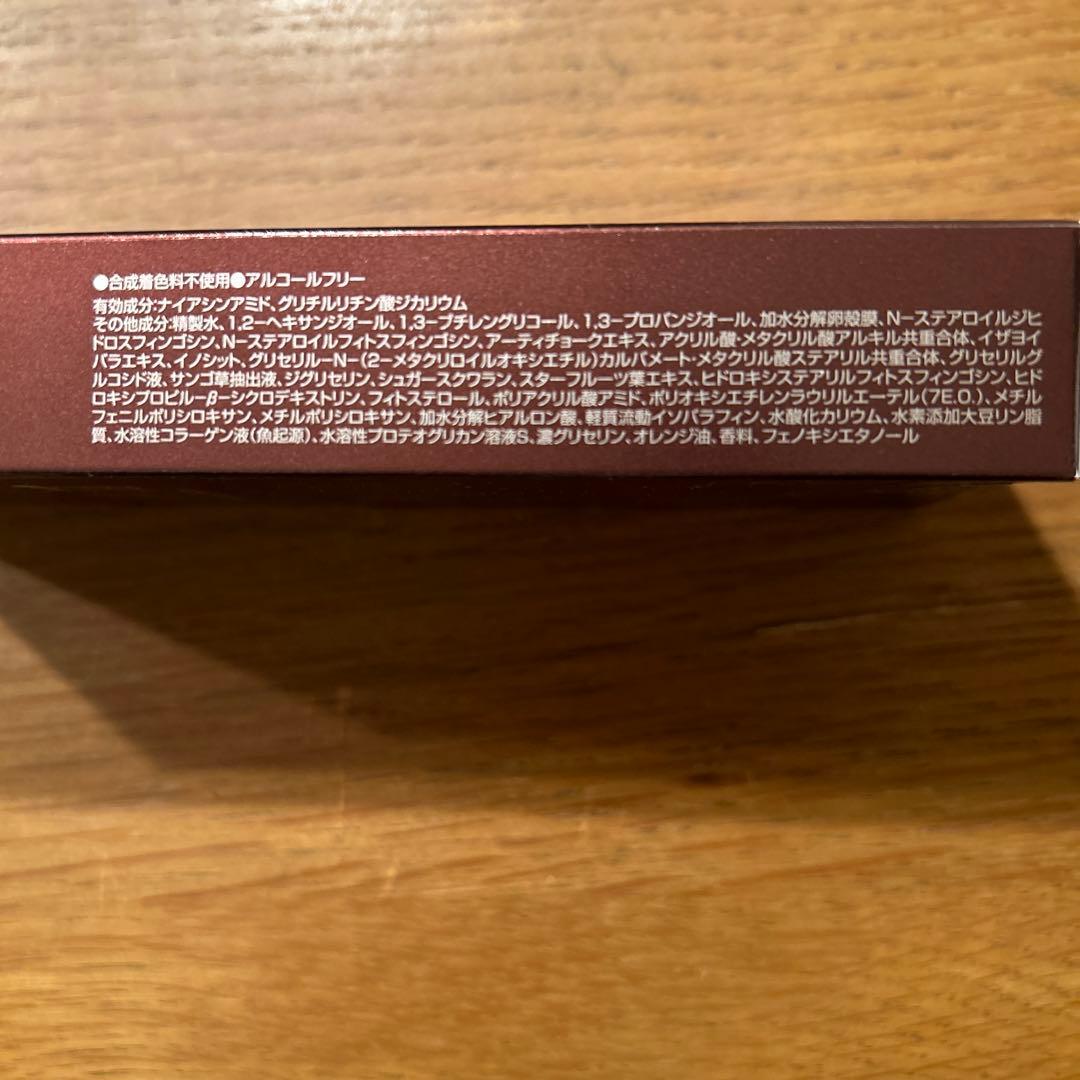 ●合成着色料不使用●アルコールフリー
有効成分:ナイアシンアミド、グリチルリチン酸ジカリウム
その他成分:精製水、1,2-ヘキサンジオール、1,3-ブチレングリコール、1,3-プロパンジオール、加水分解卵殻膜、N-ステアロイルジヒ
ドロスフィンゴシン、N-ステアロイルフィトスフィンゴシン、アーティチョークエキス、アクリル酸・メタクリル酸アルキル共重合体、イザヨイ
バラエキス、イノシット、グリセリル-N-(2-メタクリロイルオキシエチル)カルバメート・メタクリル酸ステアリル共重合体、グリセリルグ
ルコシド液、サンゴ草抽出液、ジグリセリン、シュガースクワラン、スターフルーツ葉エキス、ヒドロキシステアリルフィトスフィンゴシン、ヒド
ロキシプロピル-β-シクロデキストリン、フィトステロール、ポリアクリル酸アミド、ポリオキシエチレンラウリルエーテル(7E.O.)、メチル
フェニルポリシロキサン、メチルポリシロキサン、加水分解ヒアルロン酸、軽質流動イソパラフィン、水酸化カリウム、水素添加大豆リン脂
質、水溶性コラーゲン液(魚起源)、水溶性プロテオグリカン溶液S、濃グリセリン、オレンジ油、香料、フェノキシエタノール